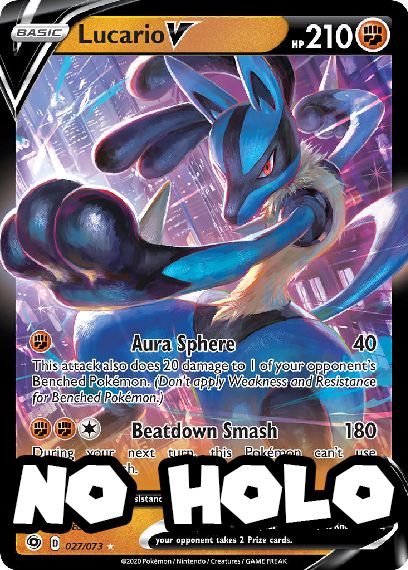 BASIC Lucario V HP 210
Aura Sphere 40
This attack also does 20 damage to 1 of your opponent's
Benched Pokémon. (Don't apply Weakness and Resistance
for Benched Pokémon.)
Beatdown Smash 180
During your next turn, this Pokémon can't use
NO HOLO
your opponent takes 2 Prize cards.
D 027/073
©2020 Pokémon / Nintendo / Creatures / GAME FREAK